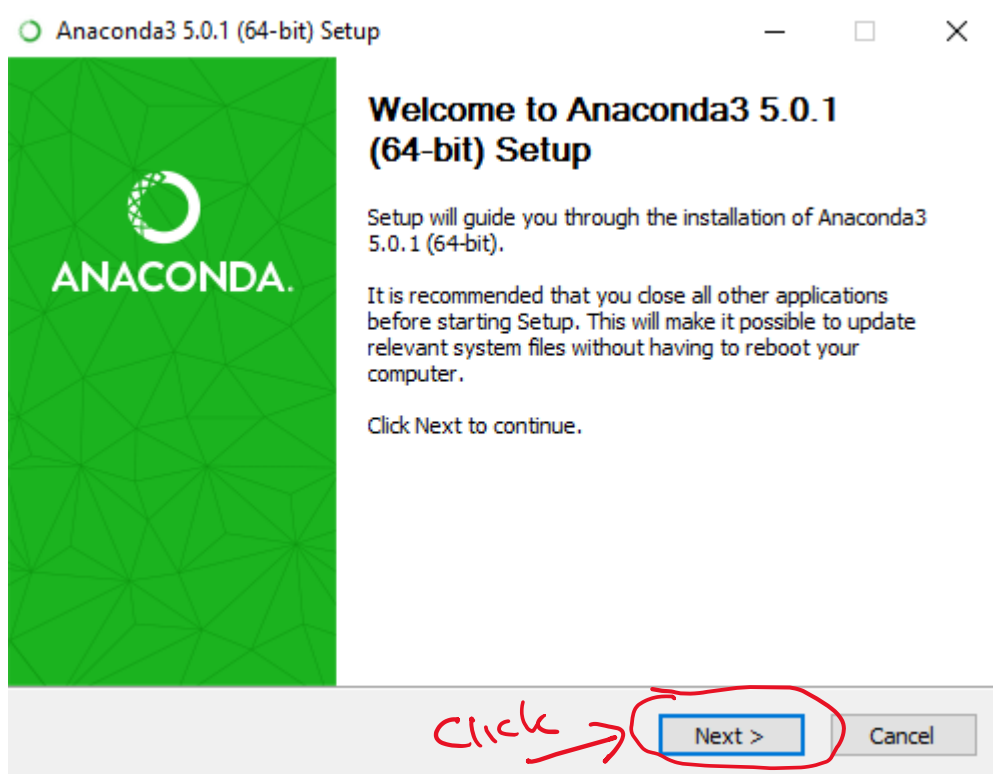 Anaconda3 5.0.1 (64-bit) Setup
ANACONDA.
Welcome to Anaconda3 5.0.1
(64-bit) Setup
Setup will guide you through the installation of Anaconda3
5.0.1 (64-bit).
It is recommended that you close all other applications
before starting Setup. This will make it possible to update
relevant system files without having to reboot your
computer.
Click Next to continue.
Click
Next >
Cancel